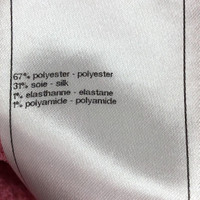 67% polyester - polyester
31% soie - silk
1% elasthanne - elastane
1% polyamide - polyamide